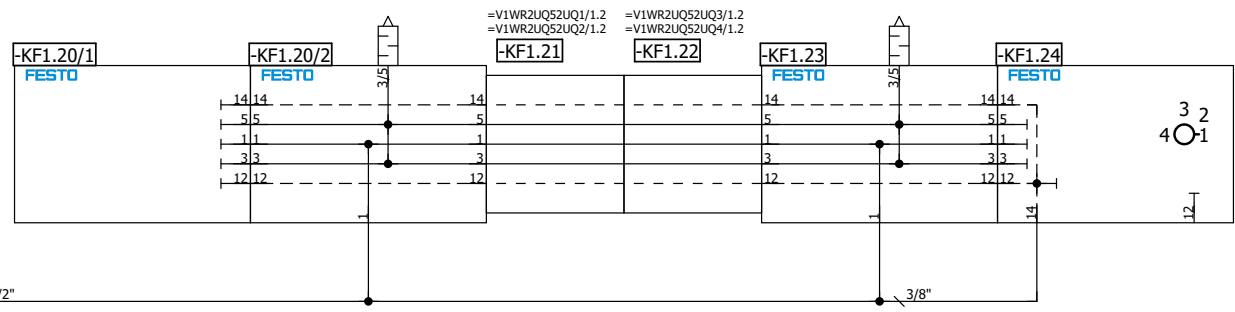 =V1WR2UQ52UQ1/1.2 =V1WR2UQ52UQ3/1.2
=V1WR2UQ52UQ2/1.2 =V1WR2UQ52UQ4/1.2
-KF1.20/1 -KF1.20/2 -KF1.21 -KF1.22 -KF1.23 -KF1.24
FESTO FESTO FESTO FESTO
3/5 3/5
14 14 14 14 14 14
5 5 5 5 5 5
1 1 1 1 1 1
3 3 3 3 3 3
12 12 12 12 12 12
3 2
4 1
1 1 14 12
/2" 3/8"